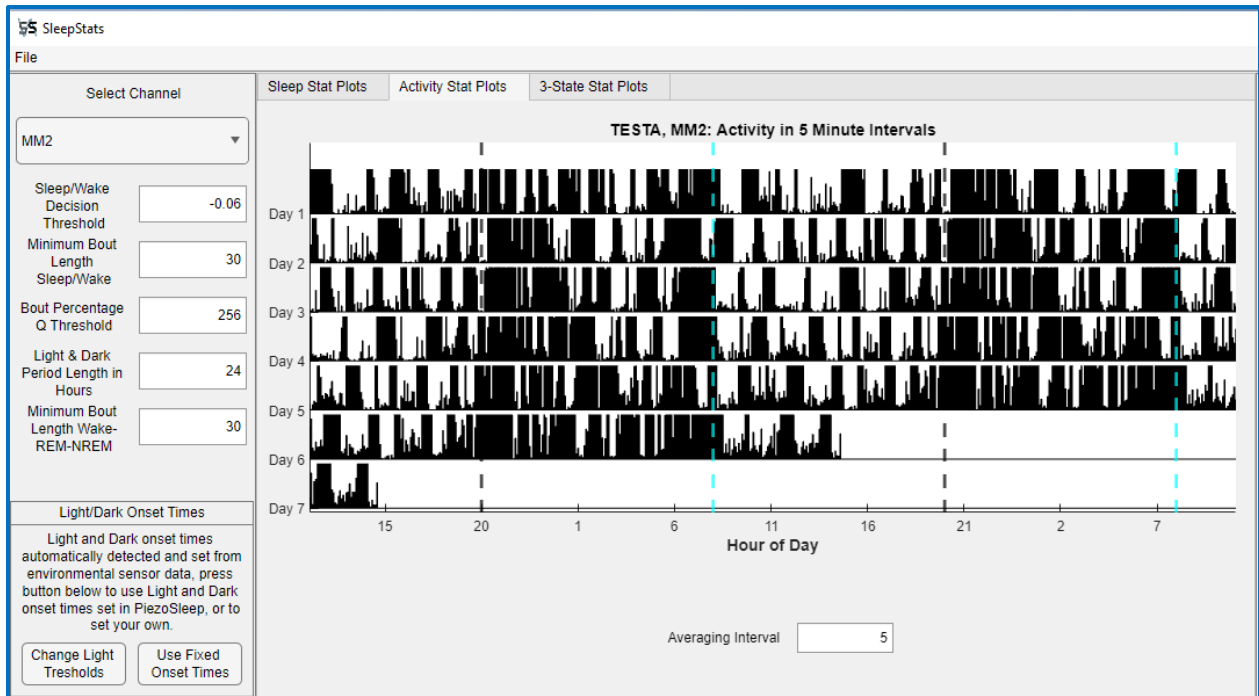 SleepStats
File
Select Channel
MM2
Sleep/Wake
Decision
Threshold
-0.06
Minimum Bout
Length
Sleep/Wake
30
Bout Percentage
Q Threshold
256
Light & Dark
Period Length in
Hours
24
Minimum Bout
Length Wake-
REM-NREM
30
Light/Dark Onset Times
Light and Dark onset times
automatically detected and set from
environmental sensor data, press
button below to use Light and Dark
onset times set in PiezoSleep, or to
set your own.
Change Light
Tresholds
Use Fixed
Onset Times
Sleep Stat Plots
Activity Stat Plots
3-State Stat Plots
TESTA, MM2: Activity in 5 Minute Intervals
Day 1
Day 2
Day 3
Day 4
Day 5
Day 6
Day 7
15 20 1 6 11 16 21 2 7
Hour of Day
Averaging Interval
5